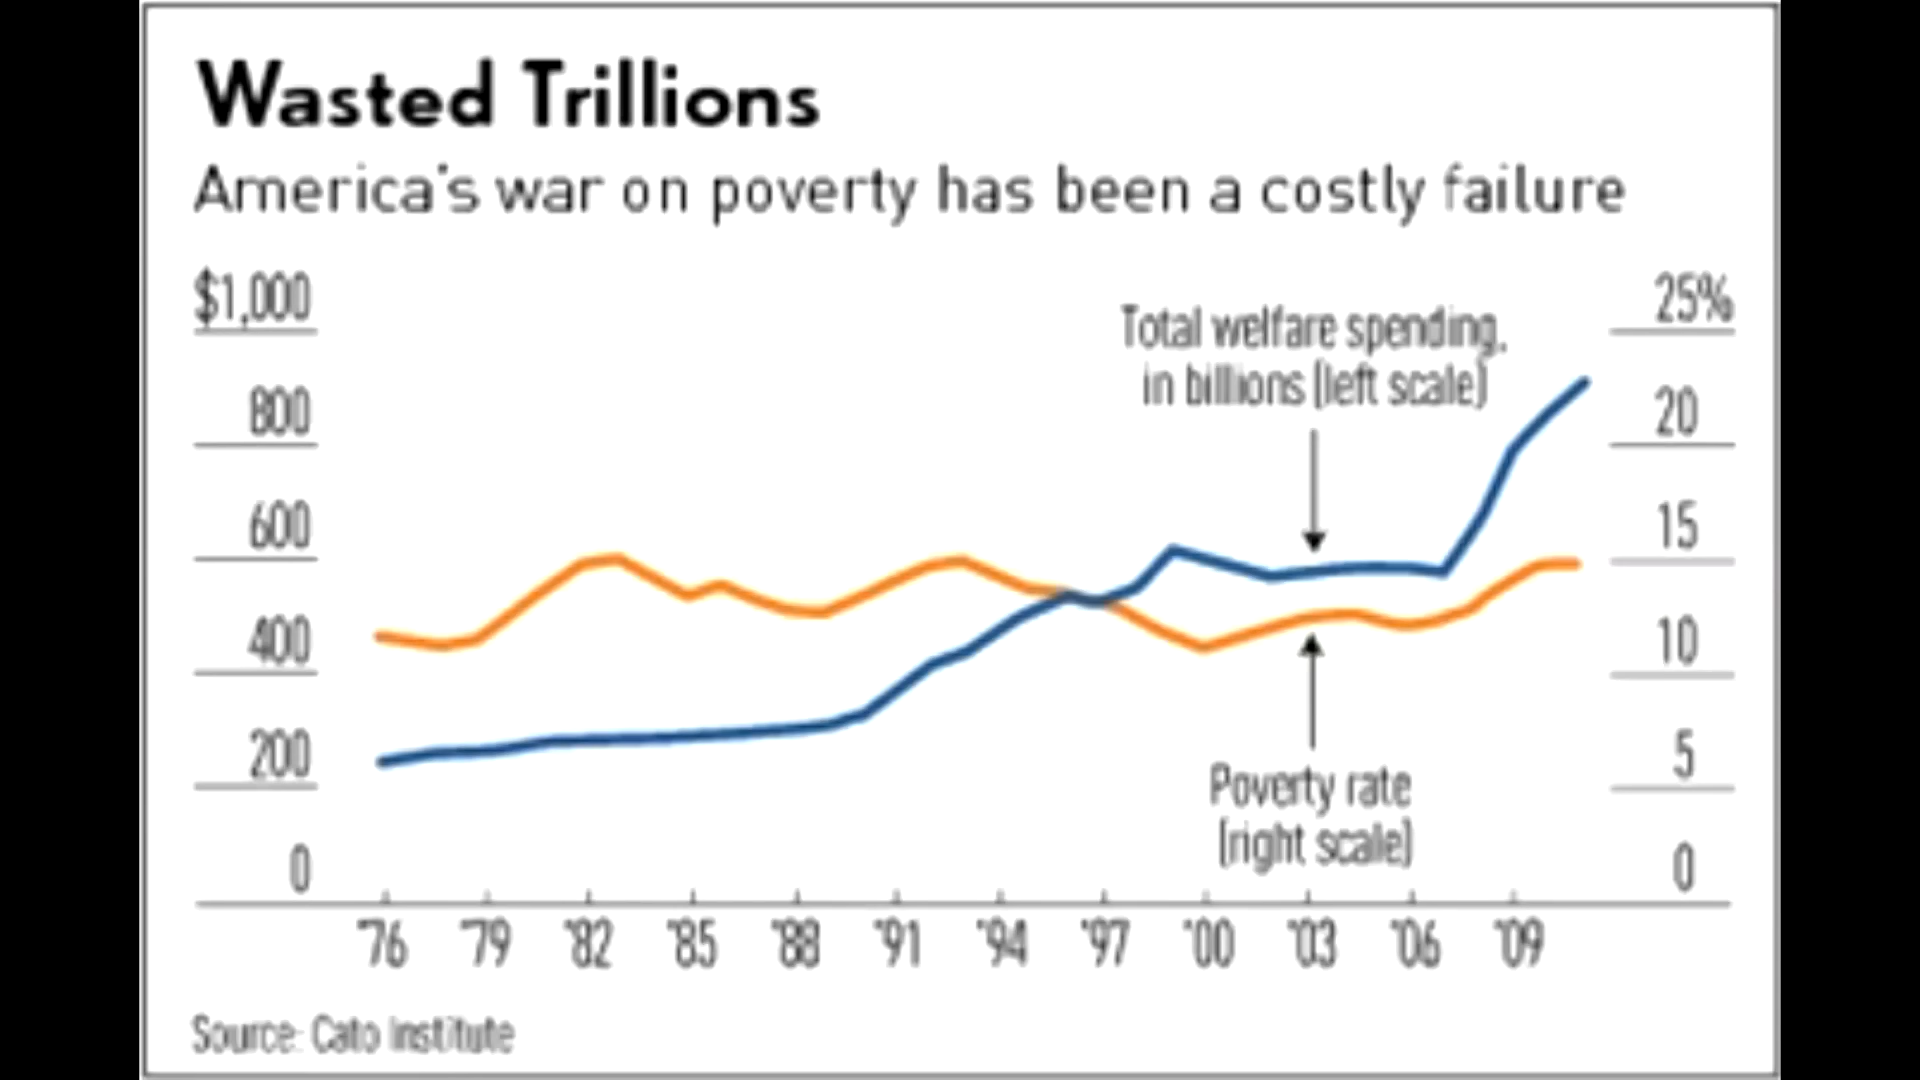 Wasted Trillions
America's war on poverty has been a costly failure
$1,000
800
600
400
200
0
Total welfare spending,
in billions (left scale)
Poverty rate
(right scale)
25%
20
15
10
5
0
'76 '79 '82 '85 '88 '91 '94 '97 '00 '03 '06 '09
Source: Cato Institute